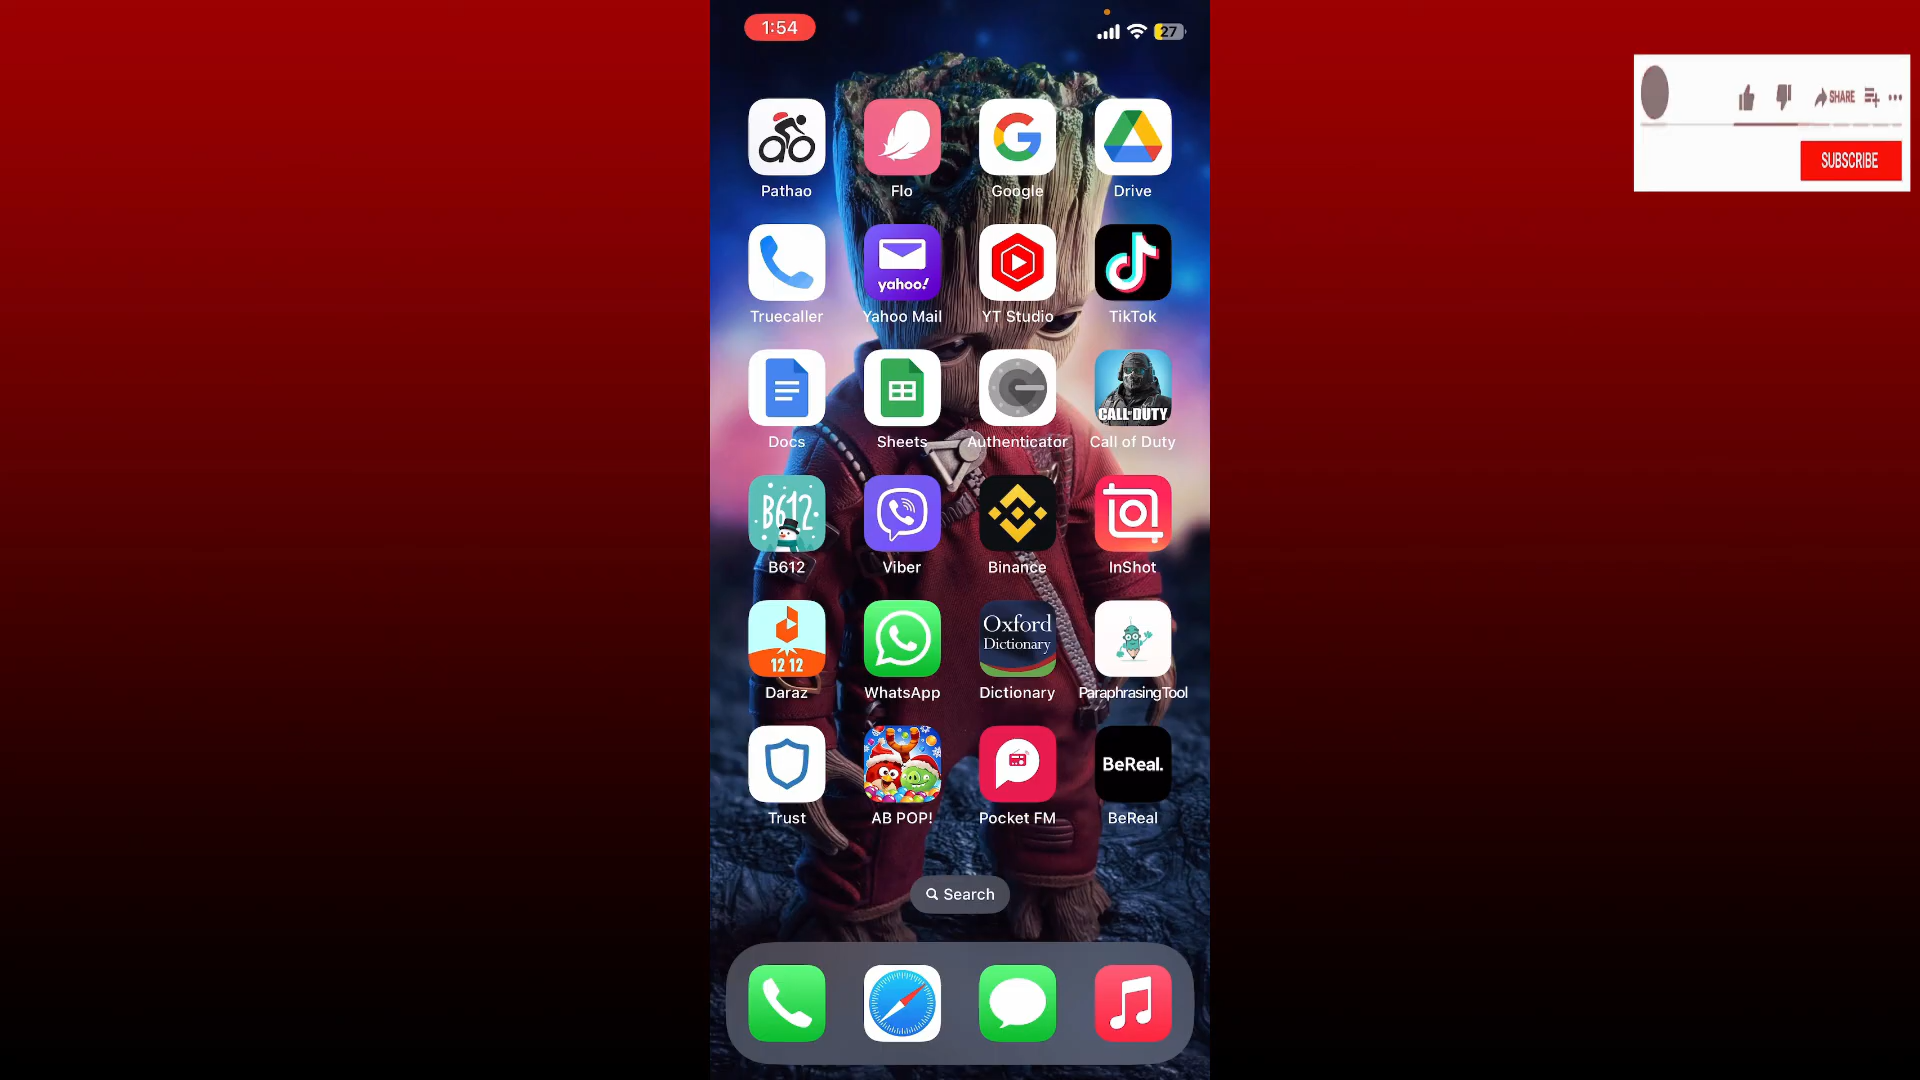 1:54
27
SHARE
SUBSCRIBE
Pathao
Flo
Google
Drive
yahoo!
Truecaller
Yahoo Mail
YT Studio
TikTok
CALL OF DUTY
Docs
Sheets
Authenticator
Call of Duty
B612
B612
Viber
Binance
InShot
Oxford
Dictionary
12 12
Daraz
WhatsApp
Dictionary
ParaphrasingTool
BeReal.
Trust
AB POP!
Pocket FM
BeReal
Search